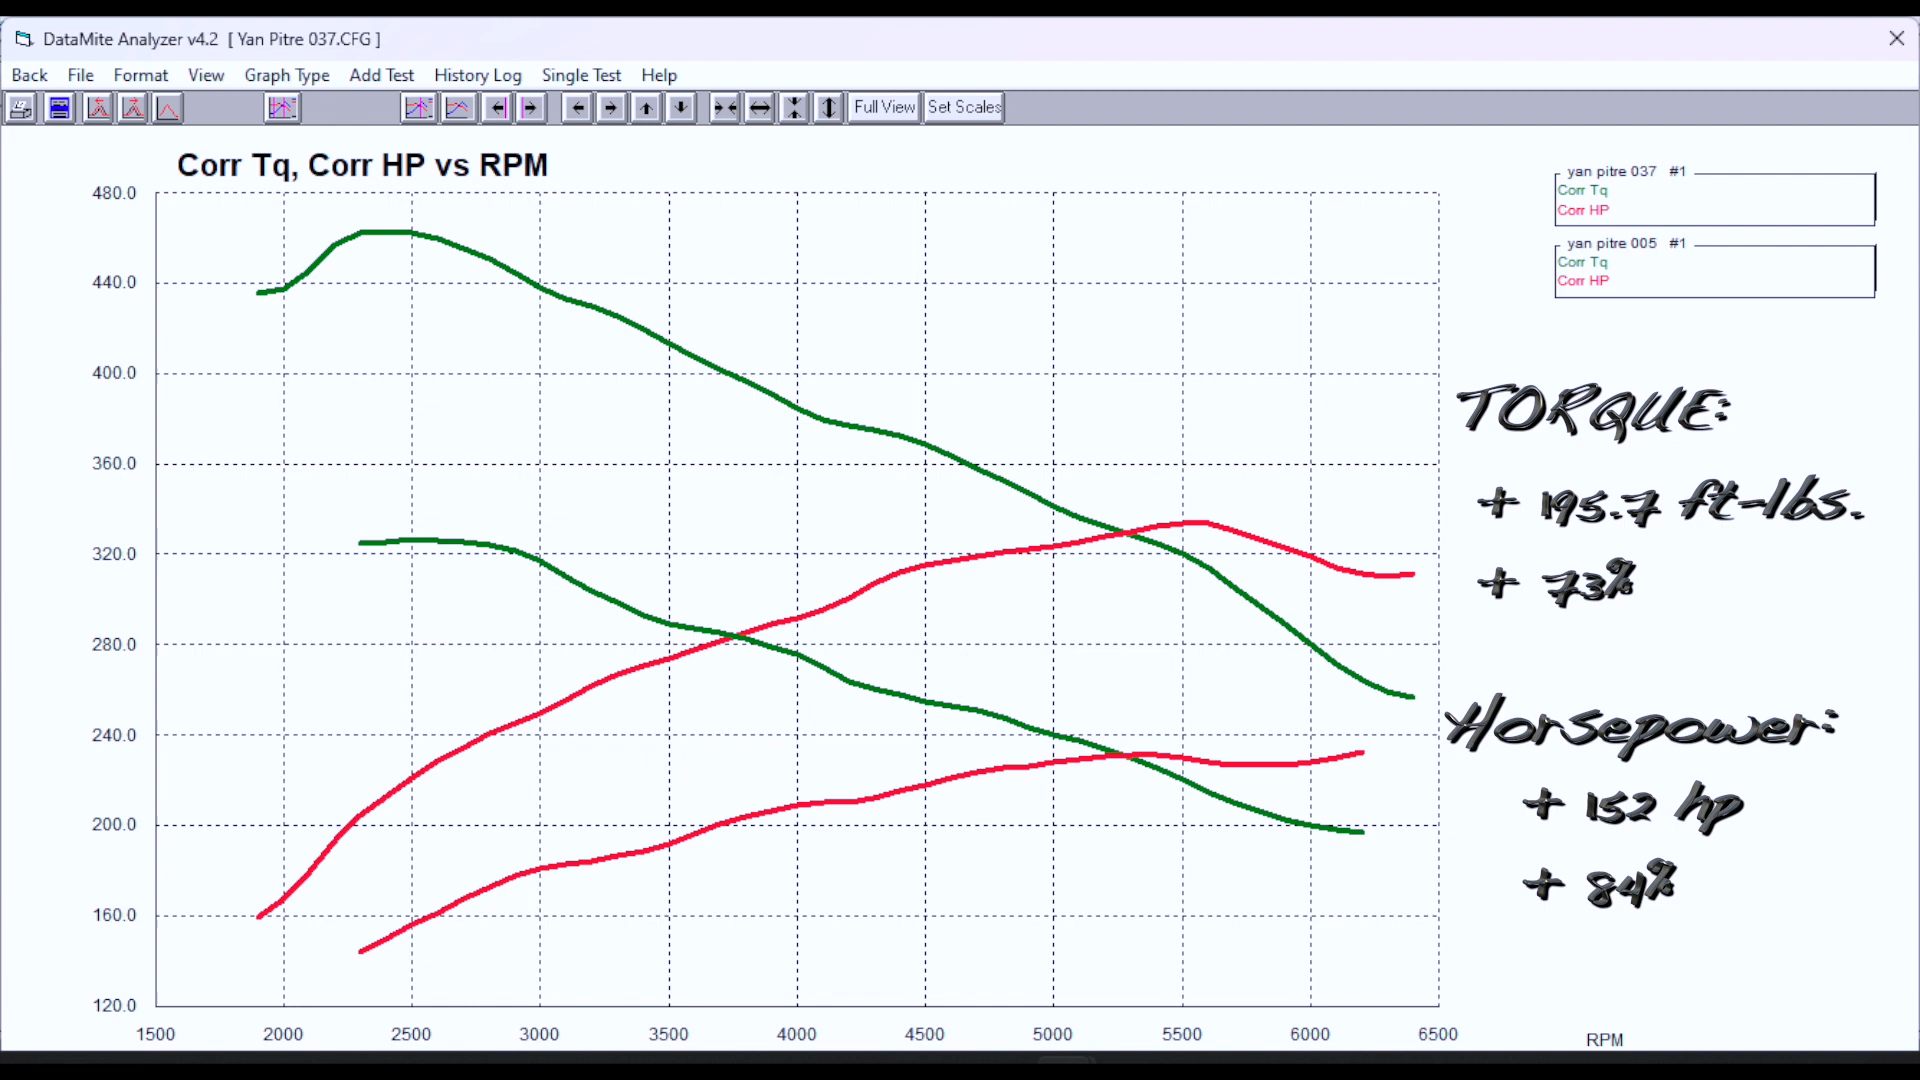 DataMite Analyzer v4.2 [ Yan Pitre 037.CFG ]
Back File Format View Graph Type Add Test History Log Single Test Help
Full View Set Scales
Corr Tq, Corr HP vs RPM
480.0
440.0
400.0
360.0
320.0
280.0
240.0
200.0
160.0
120.0
1500 2000 2500 3000 3500 4000 4500 5000 5500 6000 6500
RPM
yan pitre 037 #1
Corr Tq
Corr HP
yan pitre 005 #1
Corr Tq
Corr HP
TORQUE:
+ 195.7 ft-lbs.
+ 73%
Horsepower:
+ 152 hp
+ 84%